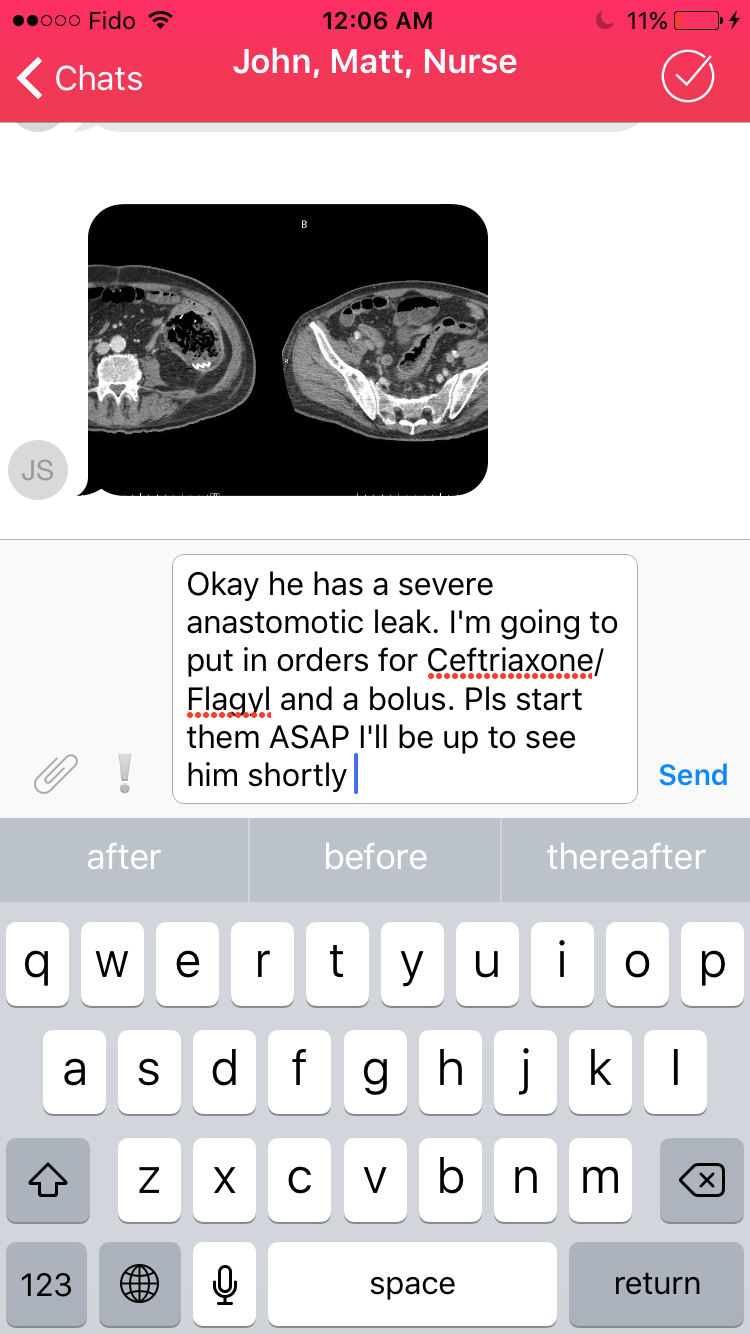 Fido 12:06 AM 11%
Chats John, Matt, Nurse
B
JS
Okay he has a severe
anastomotic leak. I'm going to
put in orders for Ceftriaxone/
Flagyl and a bolus. Pls start
them ASAP I'll be up to see
him shortly
Send
after before thereafter
q w e r t y u i o p
a s d f g h j k l
z x c v b n m
123 space return